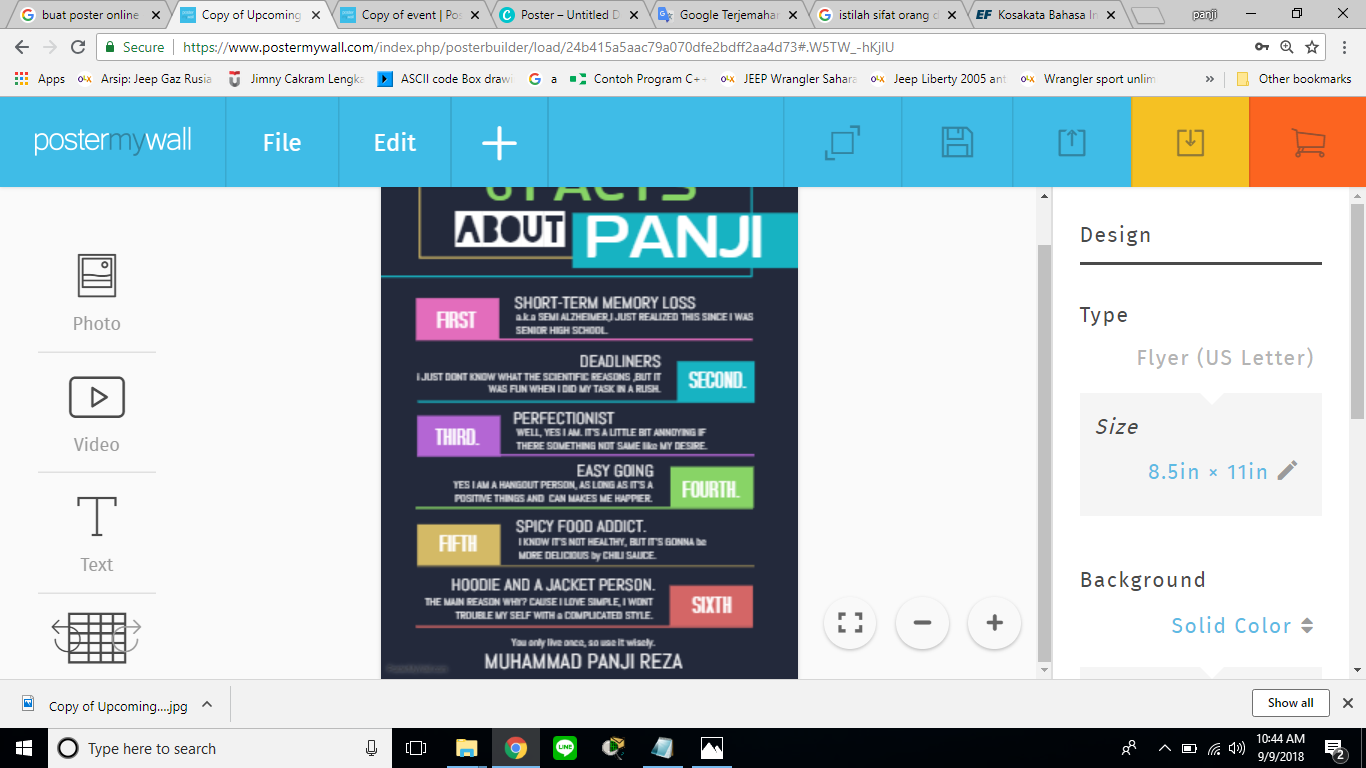 buat poster online
Copy of Upcoming
Copy of event | Pos
Poster – Untitled D
Google Terjemahan
istilah sifat orang d
Kosakata Bahasa In
panji
Secure
https://www.postermywall.com/index.php/posterbuilder/load/24b415a5aac79a070dfe2bdff2aa4d73#.W5TW_-hKjIU
Apps
Arsip: Jeep Gaz Rusia
Jimny Cakram Lengka
ASCII code Box drawi
a
Contoh Program C++
JEEP Wrangler Sahara
Jeep Liberty 2005 ant
Wrangler sport unlim
»
Other bookmarks
postermywall
File
Edit
6 FACTS
ABOUT PANJI
FIRST
SHORT-TERM MEMORY LOSS
a.k.a SEMI ALZHEIMER,I JUST REALIZED THIS SINCE I WAS
SENIOR HIGH SCHOOL.
DEADLINERS
I JUST DONT KNOW WHAT THE SCIENTIFIC REASONS ,BUT IT
WAS FUN WHEN I DID MY TASK IN A RUSH.
SECOND.
THIRD.
PERFECTIONIST
WELL, YES I AM. IT'S A LITTLE BIT ANNOYING IF
THERE SOMETHING NOT SAME like MY DESIRE.
EASY GOING
YES I AM A HANGOUT PERSON, AS LONG AS IT'S A
POSITIVE THINGS AND CAN MAKES ME HAPPIER.
FOURTH.
FIFTH
SPICY FOOD ADDICT.
I KNOW IT'S NOT HEALTHY, BUT IT'S GONNA be
MORE DELICIOUS by CHILI SAUCE.
HOODIE AND A JACKET PERSON.
THE MAIN REASON WHY? CAUSE I LOVE SIMPLE, I WONT
TROUBLE MY SELF WITH a COMPLICATED STYLE.
SIXTH
You only live once, so use it wisely.
MUHAMMAD PANJI REZA
Photo
Video
Text
Design
Type
Flyer (US Letter)
Size
8.5in × 11in
Background
Solid Color
Copy of Upcoming....jpg
Show all
Type here to search
LINE
10:44 AM
9/9/2018
2